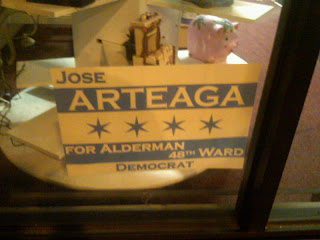 JOSE
ARTEAGA
FOR ALDERMAN
48TH WARD
DEMOCRAT